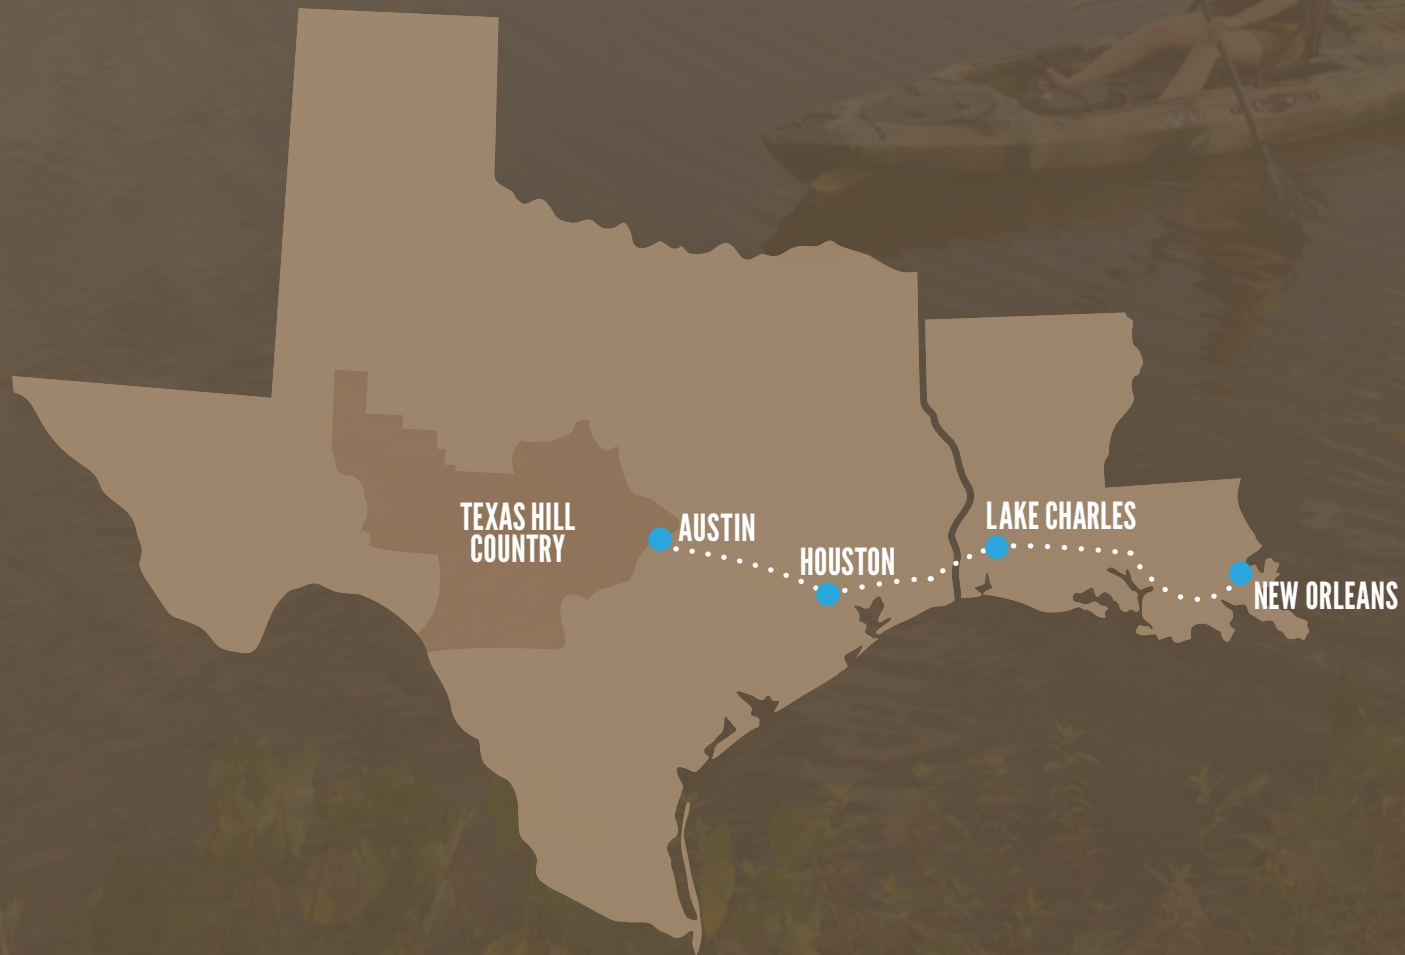 TEXAS HILL
COUNTRY
AUSTIN
HOUSTON
LAKE CHARLES
NEW ORLEANS